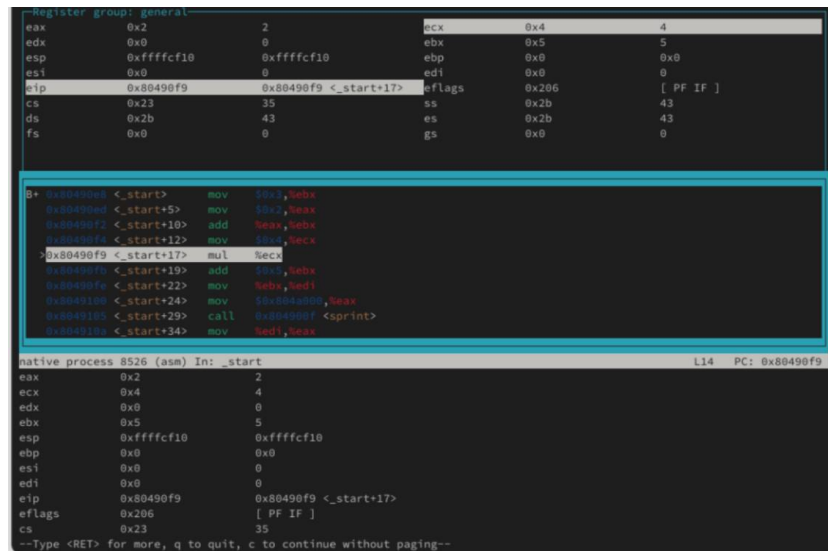 Register group: general
eax 0x2 2 ecx 0x4 4
edx 0x0 0 ebx 0x5 5
esp 0xffffcf10 0xffffcf10 ebp 0x0 0x0
esi 0x0 0 edi 0x0 0
eip 0x80490f9 0x80490f9 <_start+17> eflags 0x206 [ PF IF ]
cs 0x23 35 ss 0x2b 43
ds 0x2b 43 es 0x2b 43
fs 0x0 0 gs 0x0 0
B+ 0x80490e8 <_start> mov $0x3,%ebx
0x80490ed <_start+5> mov $0x2,%eax
0x80490f2 <_start+10> add %eax,%ebx
0x80490f4 <_start+12> mov $0x4,%ecx
>0x80490f9 <_start+17> mul %ecx
0x80490fb <_start+19> add $0x5,%ebx
0x80490fe <_start+22> mov %ebx,%edi
0x8049100 <_start+24> mov $0x804a000,%eax
0x8049105 <_start+29> call 0x804900f <sprint>
0x804910a <_start+34> mov %edi,%eax
native process 8526 (asm) In: _start L14 PC: 0x80490f9
eax 0x2 2
ecx 0x4 4
edx 0x0 0
ebx 0x5 5
esp 0xffffcf10 0xffffcf10
ebp 0x0 0x0
esi 0x0 0
edi 0x0 0
eip 0x80490f9 0x80490f9 <_start+17>
eflags 0x206 [ PF IF ]
cs 0x23 35
--Type <RET> for more, q to quit, c to continue without paging--